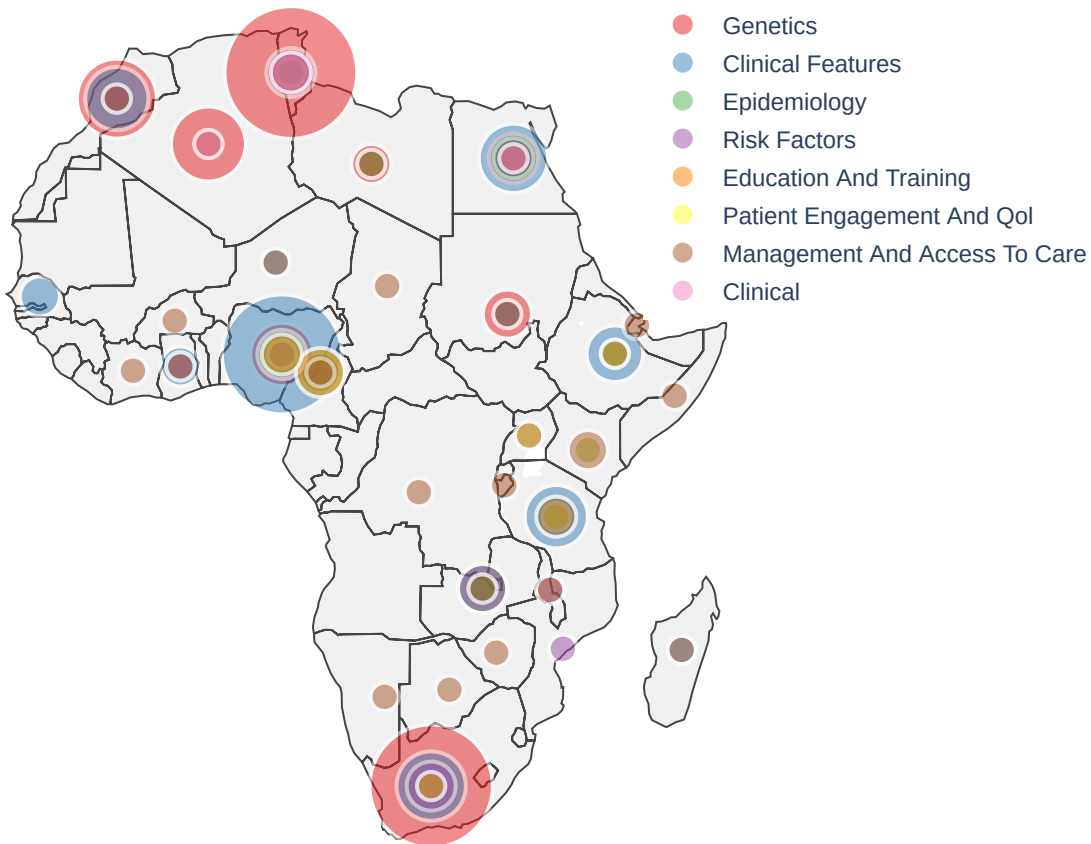 Genetics
Clinical Features
Epidemiology
Risk Factors
Education And Training
Patient Engagement And Qol
Management And Access To Care
Clinical